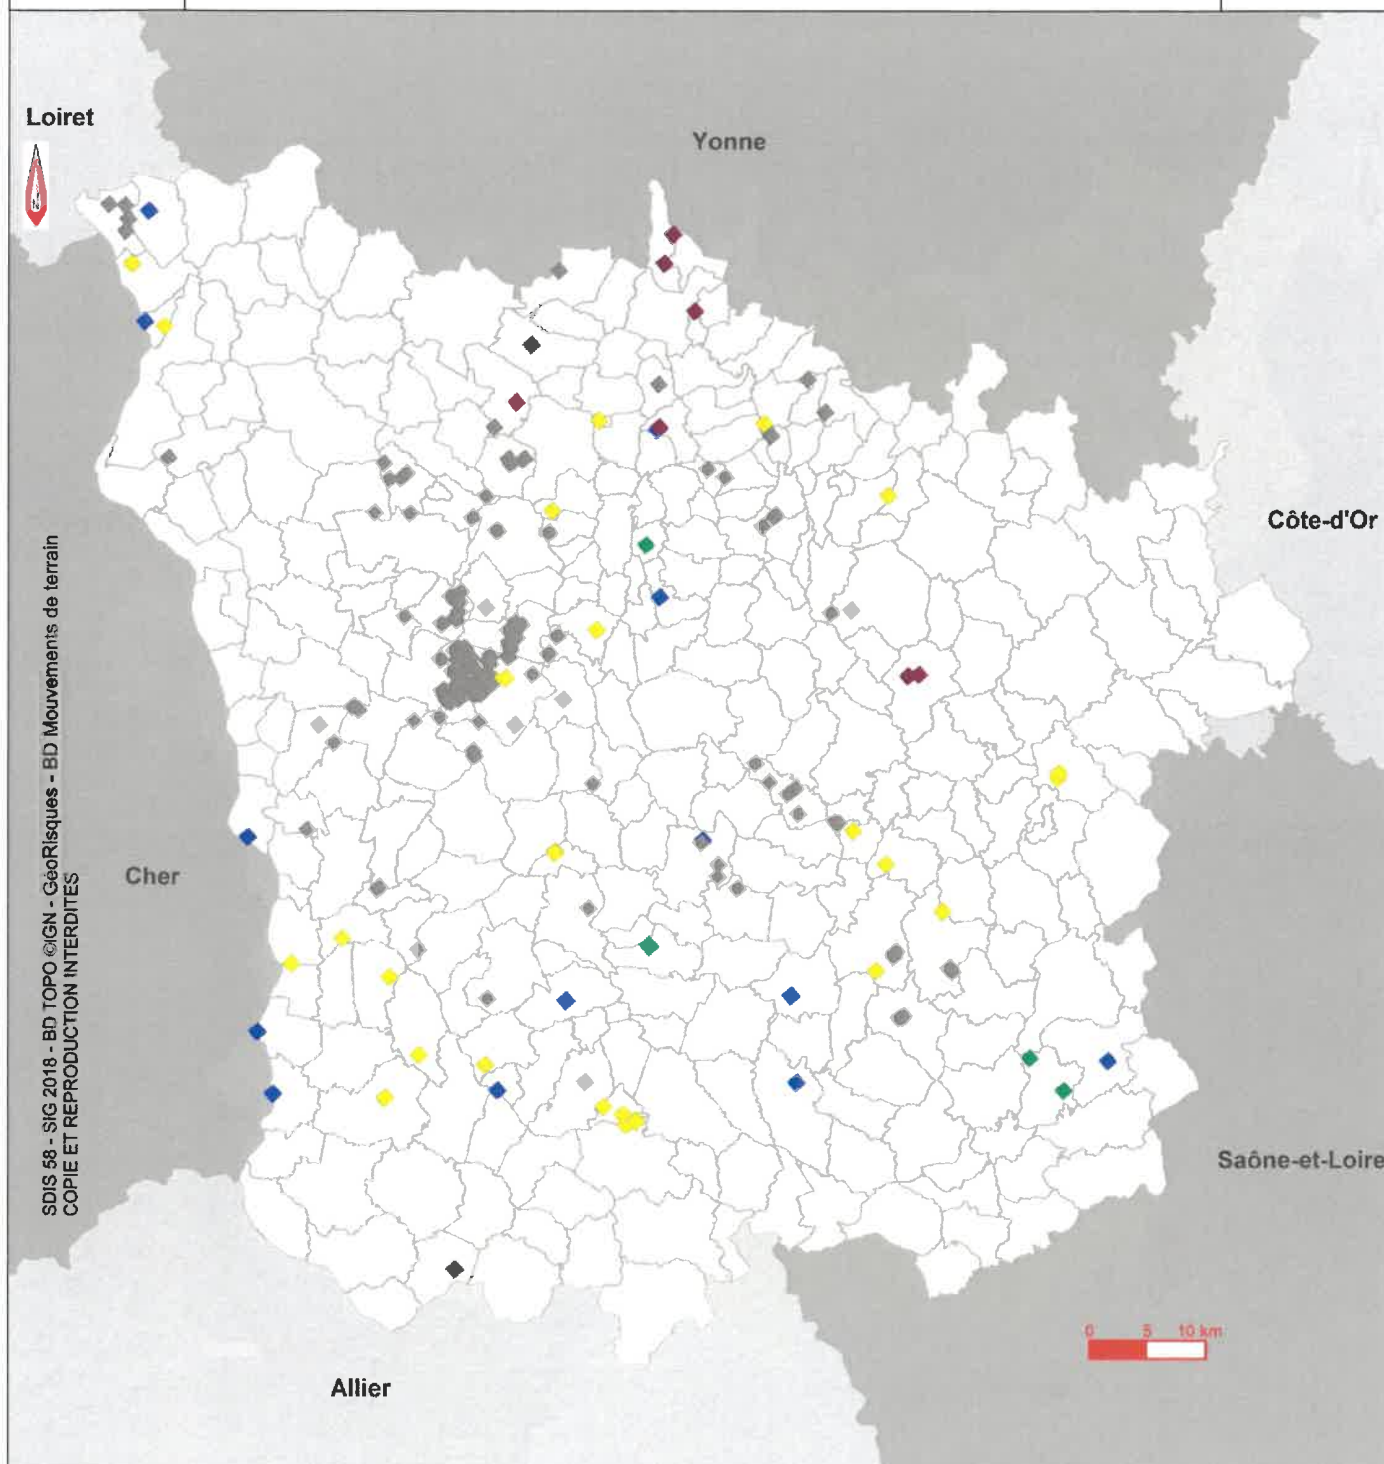 Loiret
N
Yonne
Côte-d'Or
Cher
SDIS 58 - SIG 2018 - BD TOPO ©IGN - GéoRisques - BD Mouvements de terrain
COPIE ET REPRODUCTION INTERDITES
Saône-et-Loire
0 5 10 km
Allier